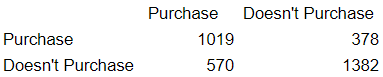 Purchase Doesn't Purchase
Purchase 1019 378
Doesn't Purchase 570 1382